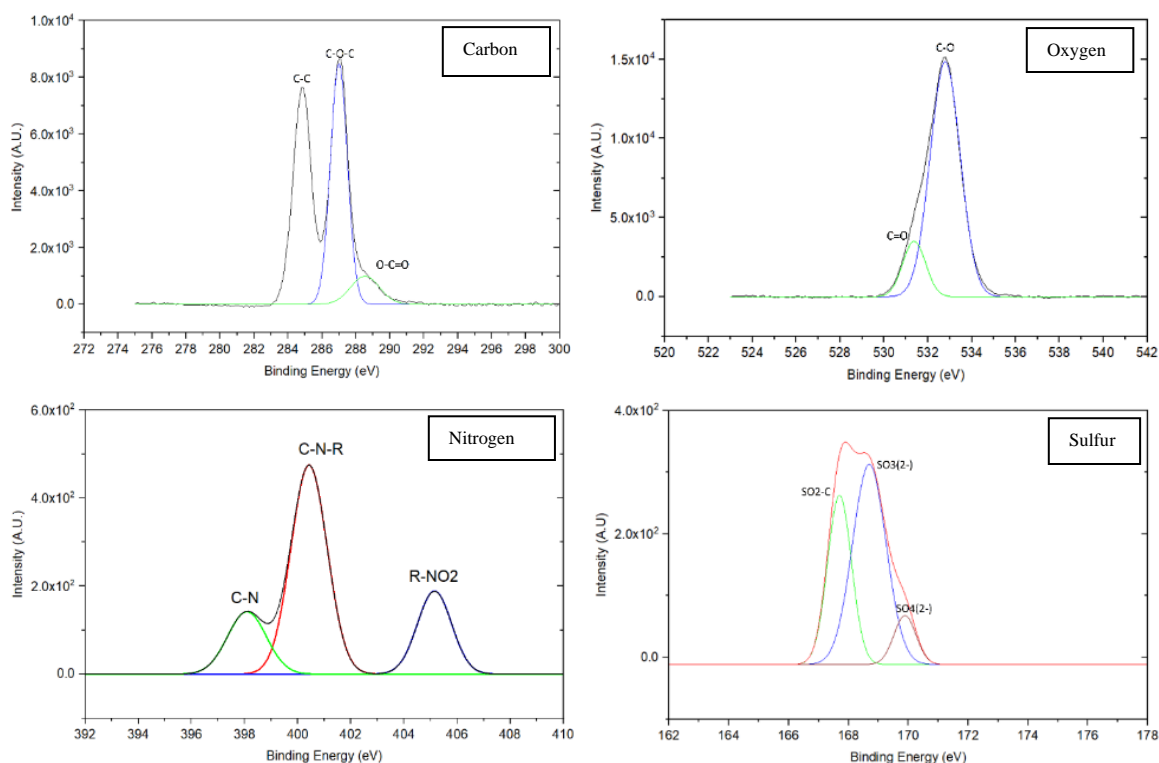 Carbon
1.0x10⁴
8.0x10³
6.0x10³
4.0x10³
2.0x10³
0.0
Intensity (A.U.)
C-C
C-O-C
O-C=O
272 274 276 278 280 282 284 286 288 290 292 294 296 298 300
Binding Energy (eV)
Oxygen
1.5x10⁴
1.0x10⁴
5.0x10³
0.0
Intensity (A.U.)
C-O
C=O
520 522 524 526 528 530 532 534 536 538 540 542
Binding Energy (eV)
Nitrogen
6.0x10²
4.0x10²
2.0x10²
0.0
Intensity (A.U.)
C-N
C-N-R
R-NO2
392 394 396 398 400 402 404 406 408 410
Binding Energy (eV)
Sulfur
4.0x10²
2.0x10²
0.0
Intensity (A.U)
SO2-C
SO3(2-)
SO4(2-)
162 164 166 168 170 172 174 176 178
Binding Energy (eV)